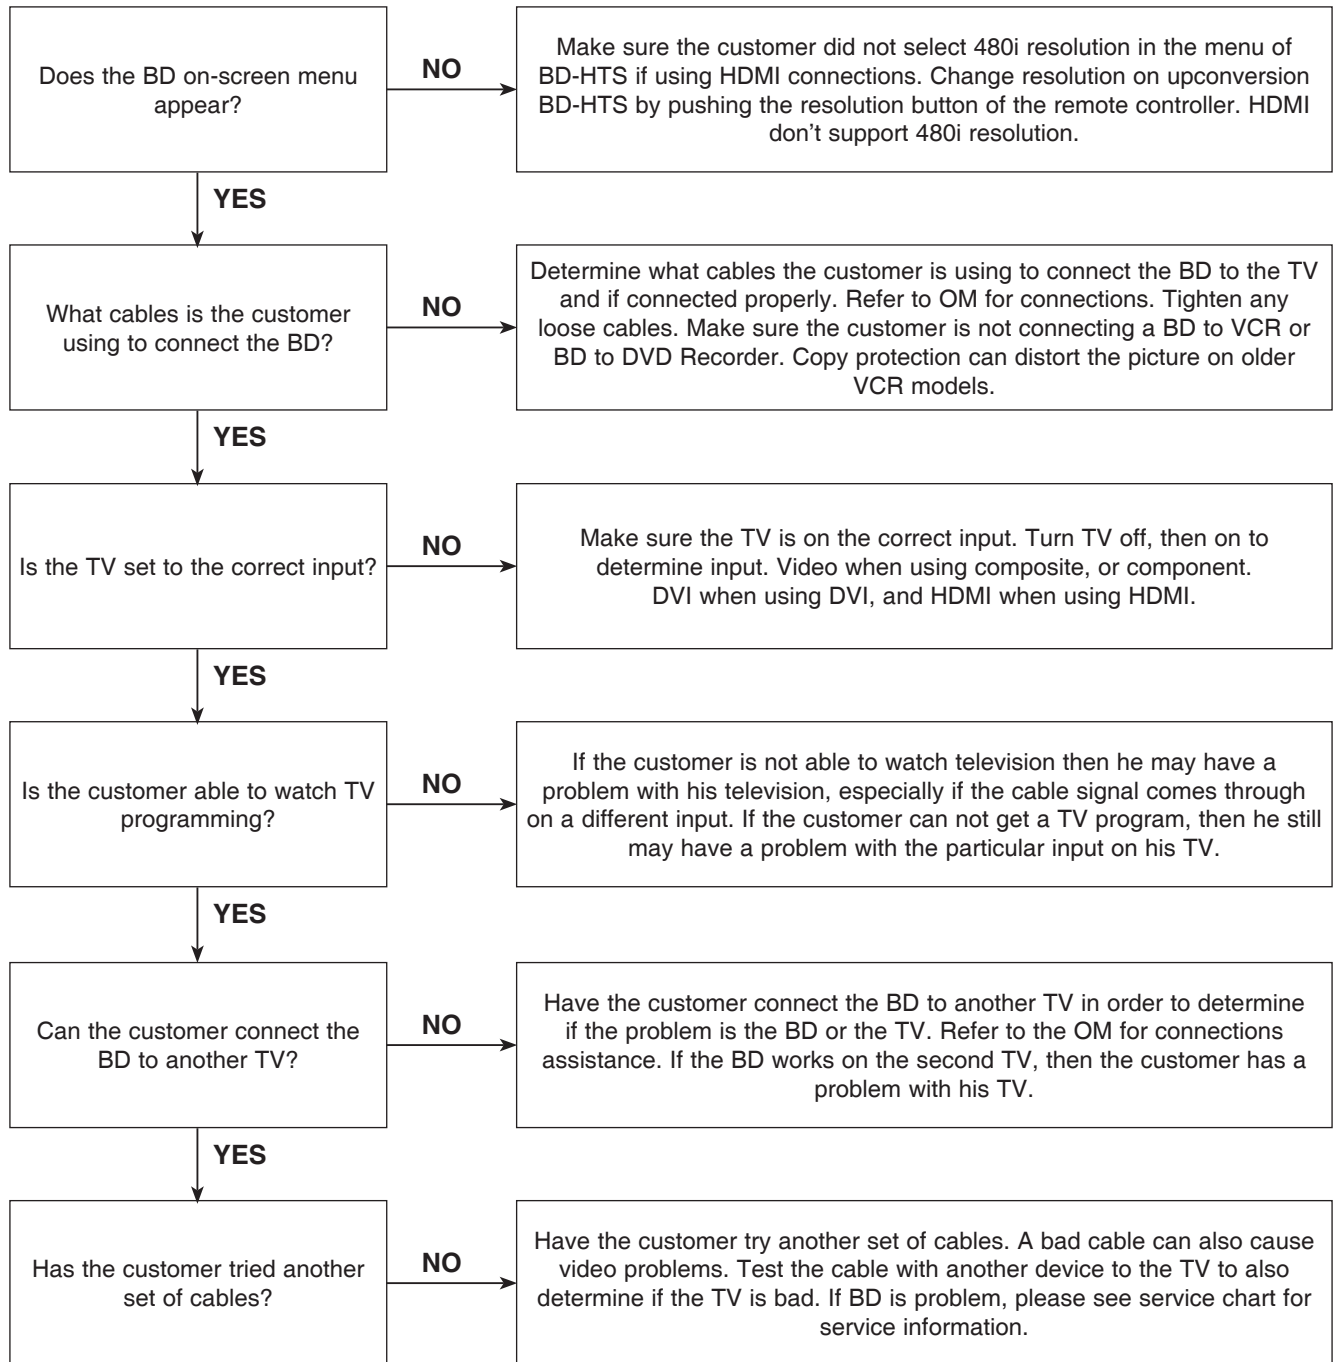 Does the BD on-screen menu
appear?
NO
Make sure the customer did not select 480i resolution in the menu of
BD-HTS if using HDMI connections. Change resolution on upconversion
BD-HTS by pushing the resolution button of the remote controller. HDMI
don't support 480i resolution.
YES
What cables is the customer
using to connect the BD?
NO
Determine what cables the customer is using to connect the BD to the TV
and if connected properly. Refer to OM for connections. Tighten any
loose cables. Make sure the customer is not connecting a BD to VCR or
BD to DVD Recorder. Copy protection can distort the picture on older
VCR models.
YES
Is the TV set to the correct input?
NO
Make sure the TV is on the correct input. Turn TV off, then on to
determine input. Video when using composite, or component.
DVI when using DVI, and HDMI when using HDMI.
YES
Is the customer able to watch TV
programming?
NO
If the customer is not able to watch television then he may have a
problem with his television, especially if the cable signal comes through
on a different input. If the customer can not get a TV program, then he still
may have a problem with the particular input on his TV.
YES
Can the customer connect the
BD to another TV?
NO
Have the customer connect the BD to another TV in order to determine
if the problem is the BD or the TV. Refer to the OM for connections
assistance. If the BD works on the second TV, then the customer has a
problem with his TV.
YES
Has the customer tried another
set of cables?
NO
Have the customer try another set of cables. A bad cable can also cause
video problems. Test the cable with another device to the TV to also
determine if the TV is bad. If BD is problem, please see service chart for
service information.